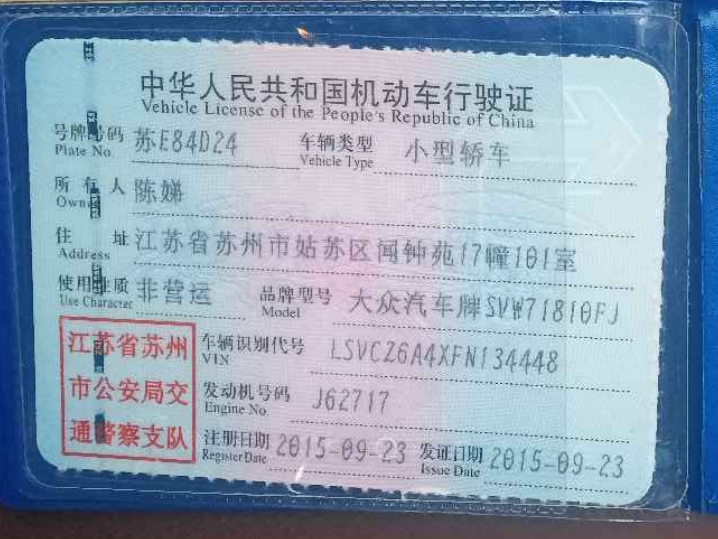 中华人民共和国机动车行驶证
Vehicle License of the People's Republic of China
号牌号码 苏E84D24 车辆类型 小型轿车
Plate No. Vehicle Type
所有人 陈娣
Owner
住址 江苏省苏州市姑苏区闻钟苑17幢101室
Address
使用性质 非营运 品牌型号 大众汽车牌SVW71810FJ
Use Character Model
江苏省苏州 车辆识别代号 LSVCZ6A4XFN134448
VIN
市公安局交 发动机号码 J62717
Engine No.
通警察支队 注册日期 2015-09-23 发证日期 2015-09-23
Register Date Issue Date